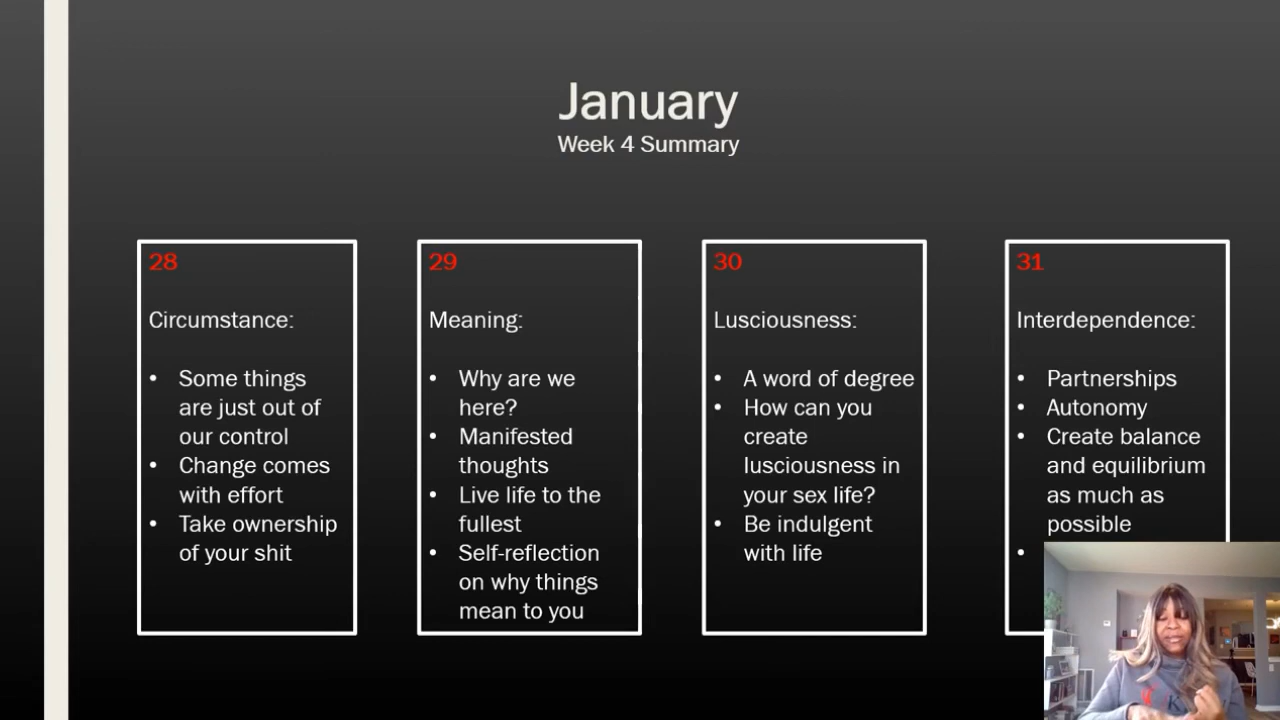 January
Week 4 Summary
28
Circumstance:
• Some things
are just out of
our control
• Change comes
with effort
• Take ownership
of your shit
29
Meaning:
• Why are we
here?
• Manifested
thoughts
• Live life to the
fullest
• Self-reflection
on why things
mean to you
30
Lusciousness:
• A word of degree
• How can you
create
lusciousness in
your sex life?
• Be indulgent
with life
31
Interdependence:
• Partnerships
• Autonomy
• Create balance
and equilibrium
as much as
possible
•